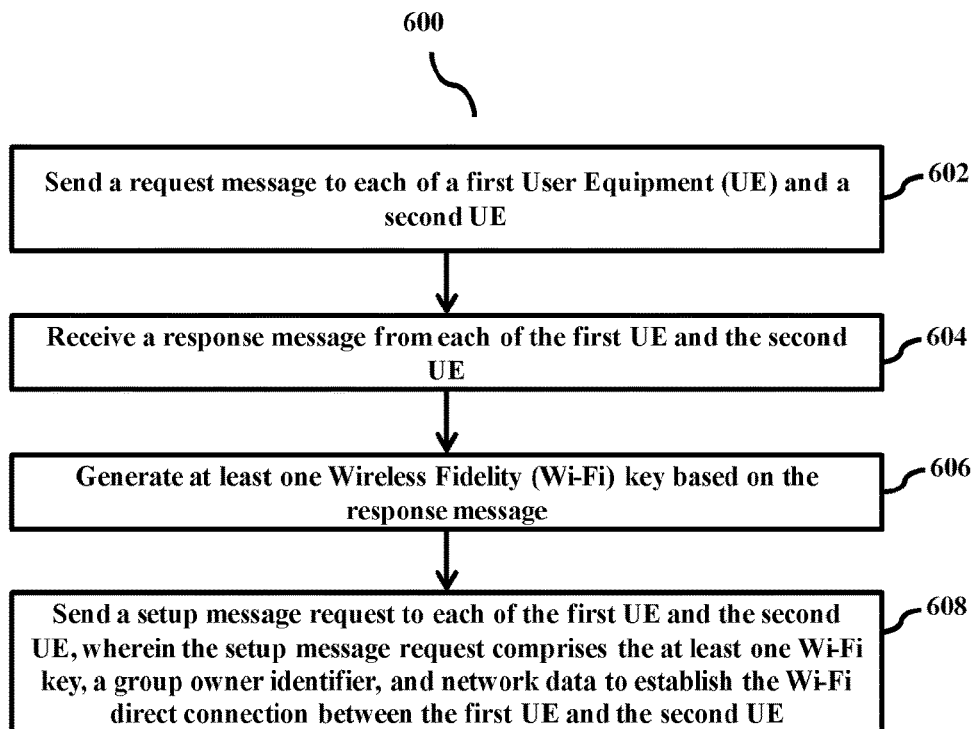 600
Send a request message to each of a first User Equipment (UE) and a
second UE
602
Receive a response message from each of the first UE and the second
UE
604
Generate at least one Wireless Fidelity (Wi-Fi) key based on the
response message
606
Send a setup message request to each of the first UE and the second
UE, wherein the setup message request comprises the at least one Wi-Fi
key, a group owner identifier, and network data to establish the Wi-Fi
direct connection between the first UE and the second UE
608